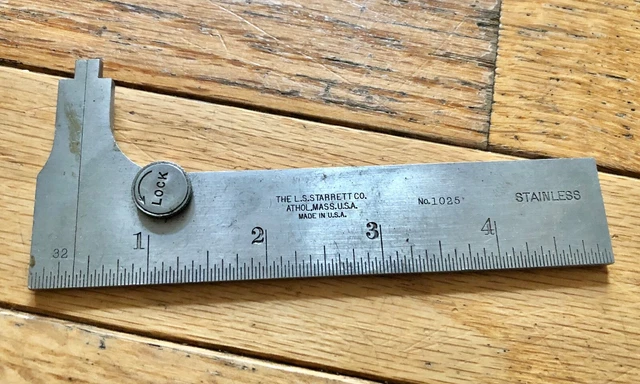 LOCK
THE L.S. STARRETT CO.
ATHOL, MASS. U.S.A.
MADE IN U.S.A.
No. 1025
STAINLESS
32 1 2 3 4